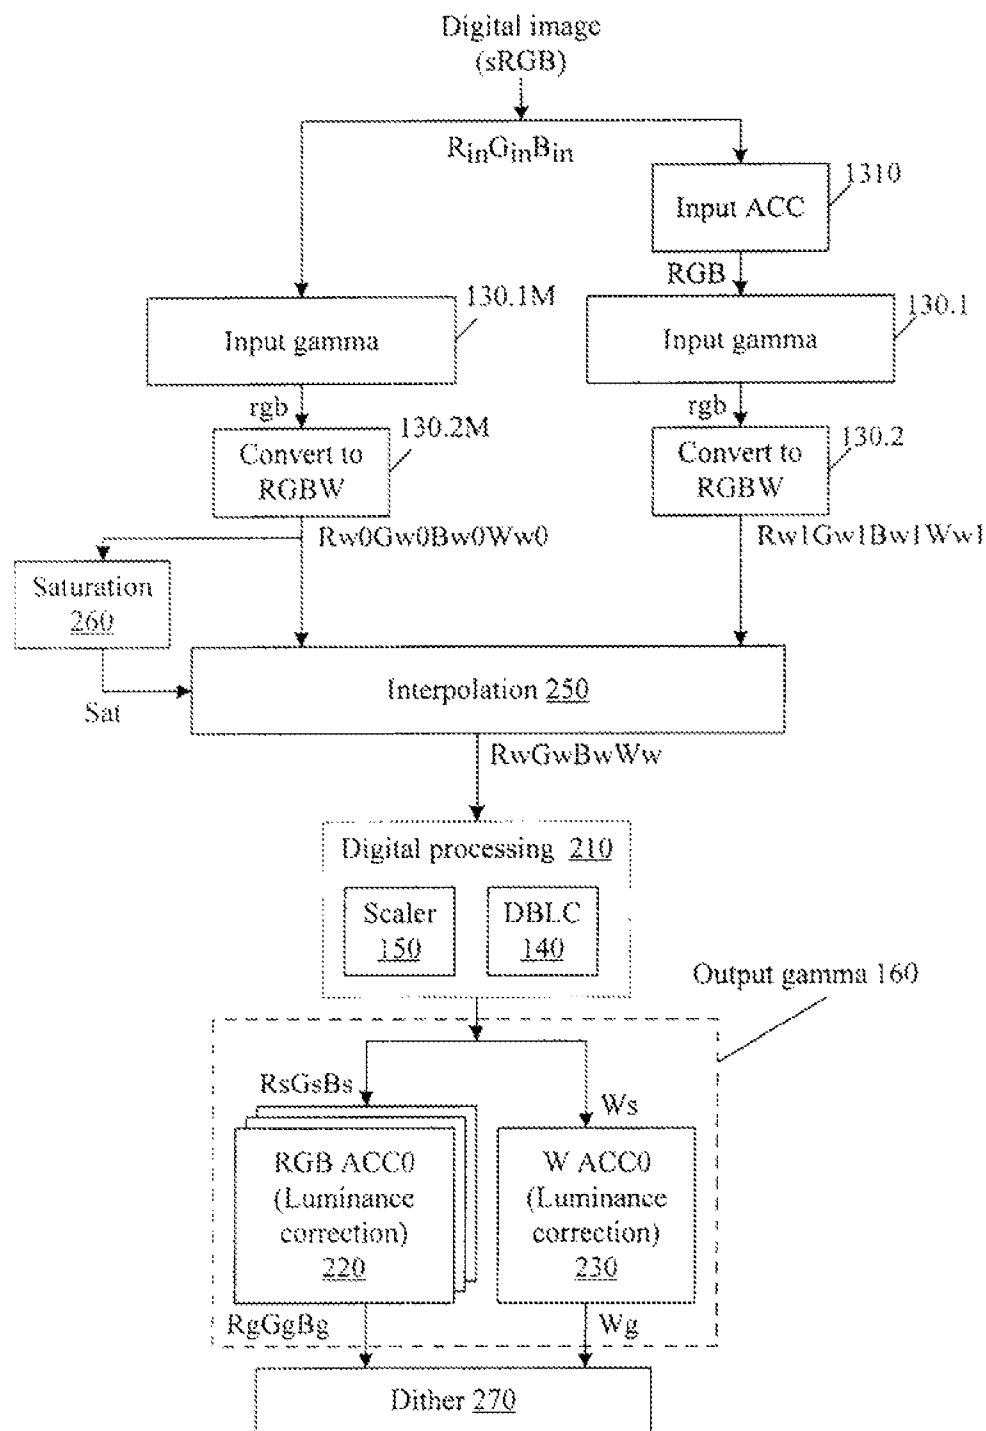 Digital image
(sRGB)
RinGinBin
1310
Input ACC
RGB
130.1M
130.1
Input gamma
Input gamma
rgb
rgb
130.2M
130.2
Convert to
RGBW
Convert to
RGBW
Rw0Gw0Bw0Ww0
Rw1Gw1Bw1Ww1
Saturation
260
Interpolation 250
Sat
RwGwBwWw
Digital processing 210
Scaler
150
DBLC
140
Output gamma 160
RsGsBs
Ws
RGB ACC0
(Luminance
correction)
220
W ACC0
(Luminance
correction)
230
RgGgBg
Wg
Dither 270